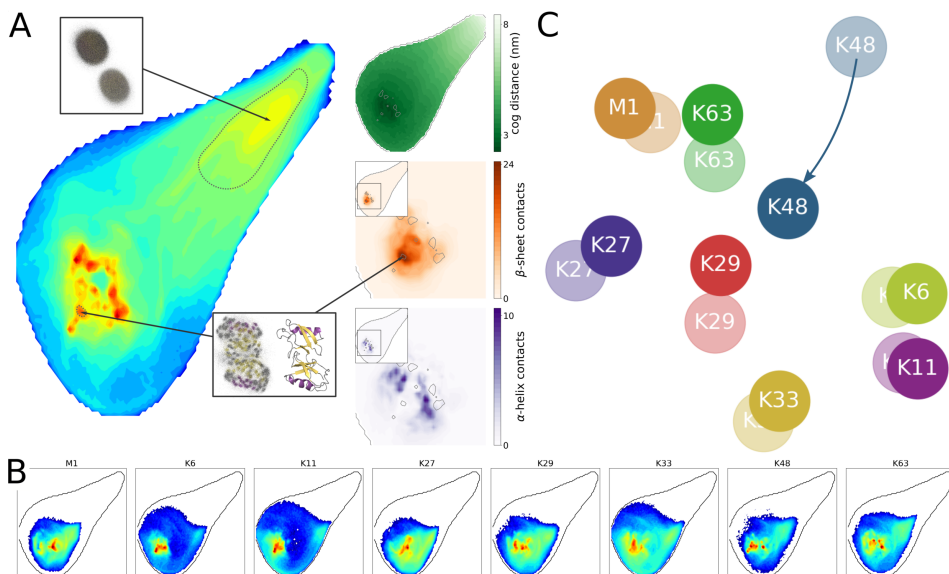 A
8
cog distance (nm)
3
24
β-sheet contacts
0
10
α-helix contacts
0
C
K48
M1
K63
K63
K48
K27
K27
K29
K29
K6
K11
K33
B
M1
K6
K11
K27
K29
K33
K48
K63